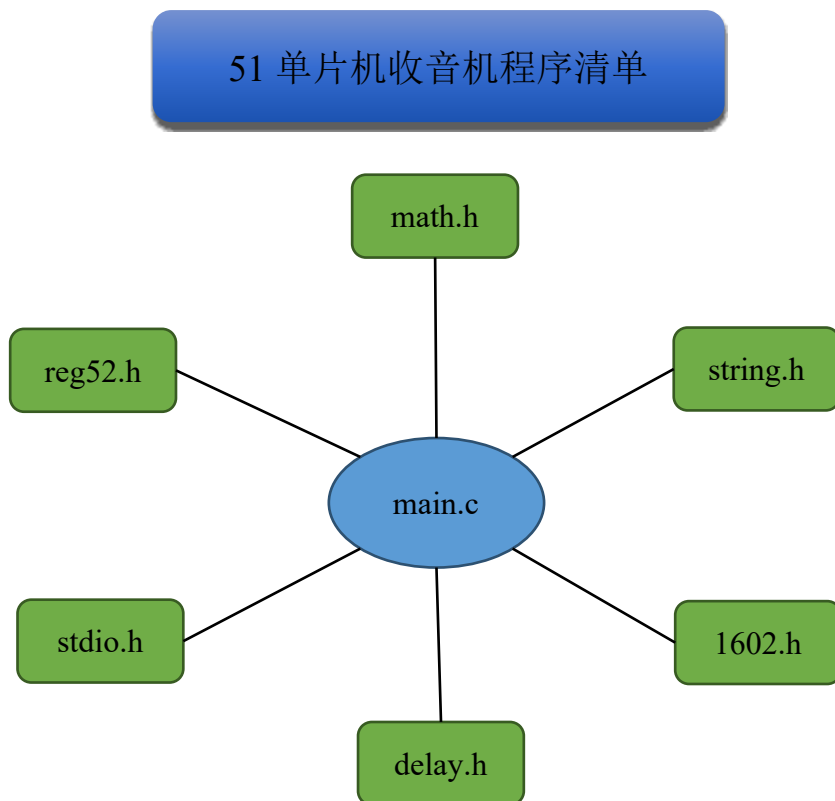 51 单片机收音机程序清单
math.h
reg52.h
string.h
main.c
stdio.h
1602.h
delay.h